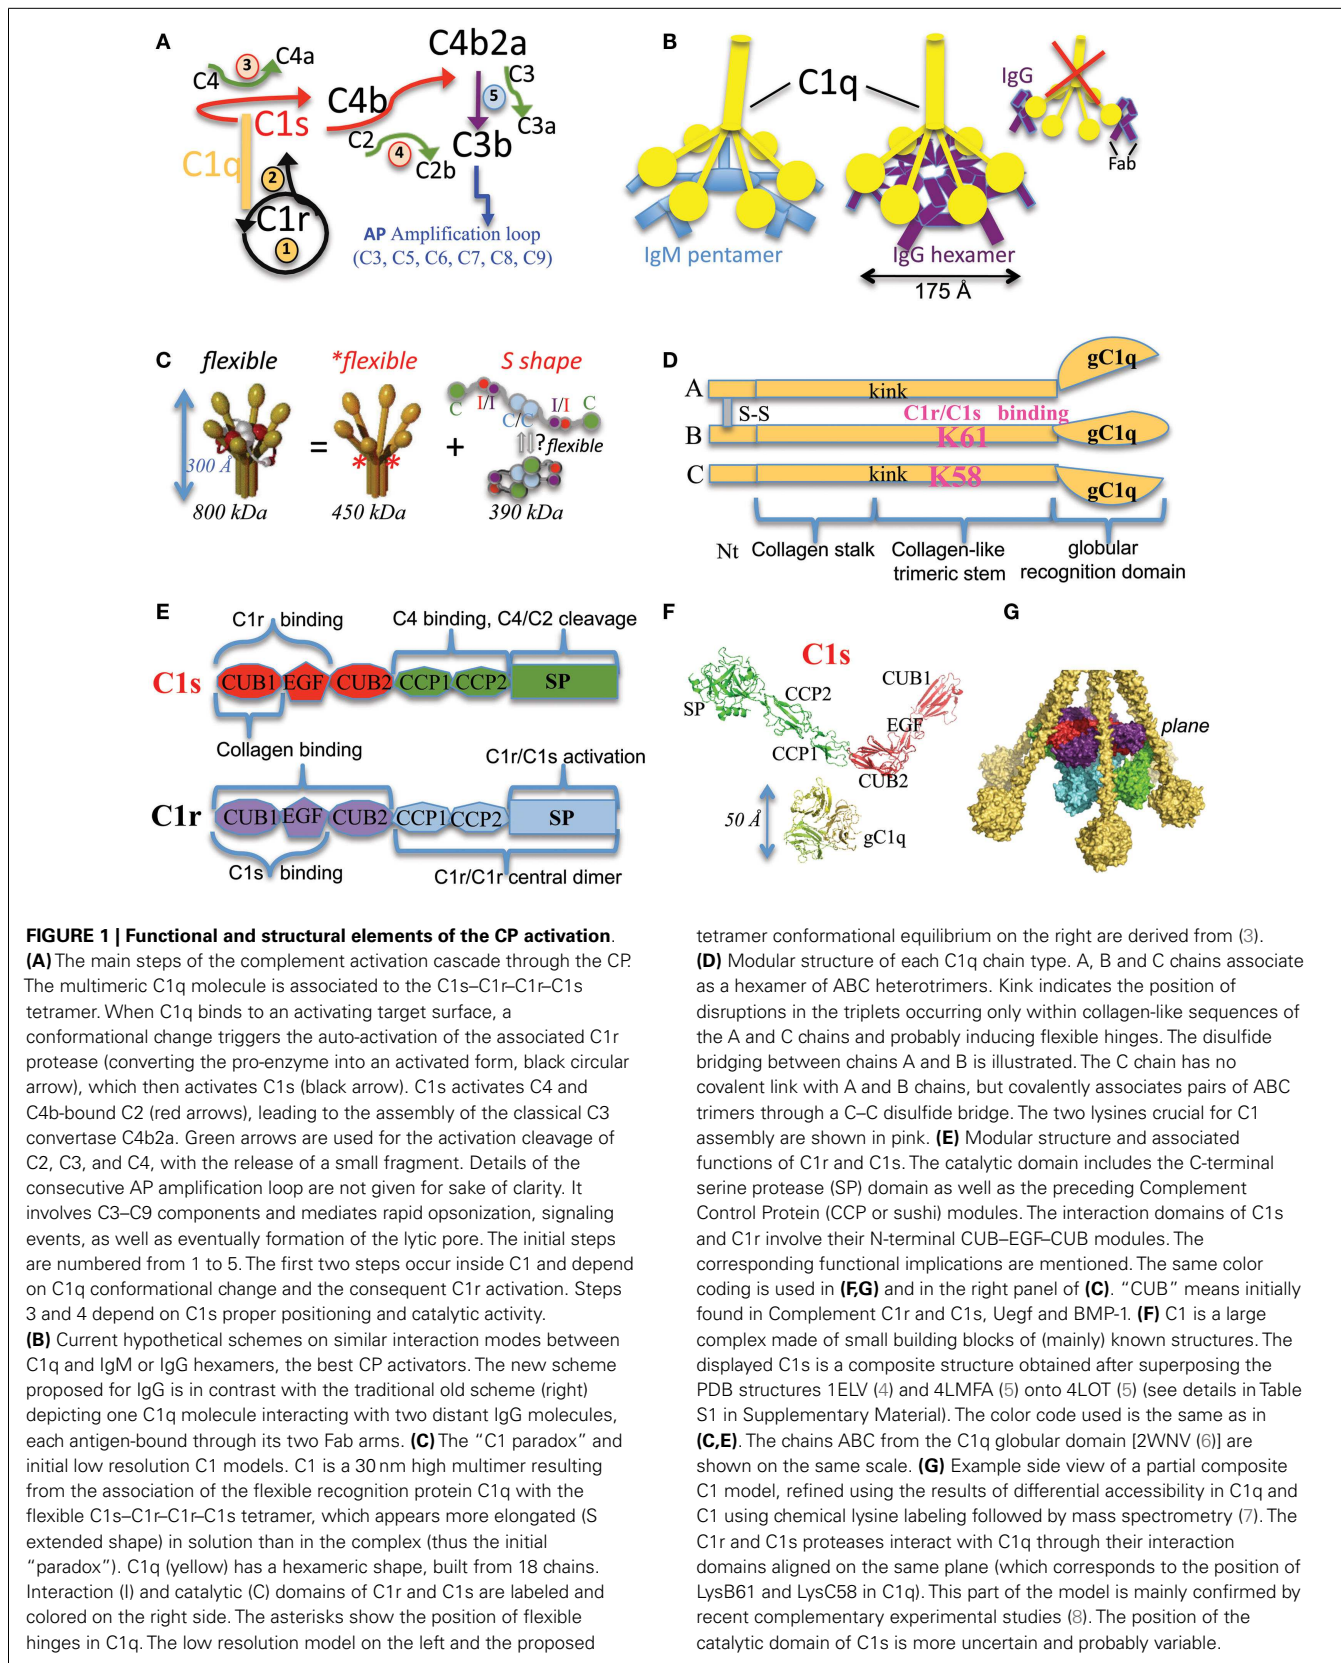 A
C4
3
C4a
C1s
C1q
2
C1r
1
C4b
C2
4
C2b
C4b2a
C3
5
C3a
C3b
AP Amplification loop
(C3, C5, C6, C7, C8, C9)
B
C1q
IgM pentamer
IgG hexamer
175 Å
IgG
Fab
C
flexible
300 Å
800 kDa
=
*flexible
* *
450 kDa
+
S shape
C
I/I
C/C
I/I
C
? flexible
390 kDa
D
A
kink
gC1q
S-S
C1r/C1s binding
B
K61
gC1q
C
kink
K58
gC1q
Nt
Collagen stalk
Collagen-like
trimeric stem
globular
recognition domain
E
C1r binding
C4 binding, C4/C2 cleavage
C1s
CUB1 EGF CUB2 CCP1 CCP2 SP
Collagen binding
C1r/C1s activation
C1r
CUB1 EGF CUB2 CCP1 CCP2 SP
C1s binding
C1r/C1r central dimer
F
C1s
SP
CCP2
CCP1
CUB1
EGF
CUB2
50 Å
gC1q
G
plane
FIGURE 1 | Functional and structural elements of the CP activation.
(A) The main steps of the complement activation cascade through the CP.
The multimeric C1q molecule is associated to the C1s–C1r–C1r–C1s
tetramer. When C1q binds to an activating target surface, a
conformational change triggers the auto-activation of the associated C1r
protease (converting the pro-enzyme into an activated form, black circular
arrow), which then activates C1s (black arrow). C1s activates C4 and
C4b-bound C2 (red arrows), leading to the assembly of the classical C3
convertase C4b2a. Green arrows are used for the activation cleavage of
C2, C3, and C4, with the release of a small fragment. Details of the
consecutive AP amplification loop are not given for sake of clarity. It
involves C3–C9 components and mediates rapid opsonization, signaling
events, as well as eventually formation of the lytic pore. The initial steps
are numbered from 1 to 5. The first two steps occur inside C1 and depend
on C1q conformational change and the consequent C1r activation. Steps
3 and 4 depend on C1s proper positioning and catalytic activity.
(B) Current hypothetical schemes on similar interaction modes between
C1q and IgM or IgG hexamers, the best CP activators. The new scheme
proposed for IgG is in contrast with the traditional old scheme (right)
depicting one C1q molecule interacting with two distant IgG molecules,
each antigen-bound through its two Fab arms. (C) The “C1 paradox” and
initial low resolution C1 models. C1 is a 30 nm high multimer resulting
from the association of the flexible recognition protein C1q with the
flexible C1s–C1r–C1r–C1s tetramer, which appears more elongated (S
extended shape) in solution than in the complex (thus the initial
“paradox”). C1q (yellow) has a hexameric shape, built from 18 chains.
Interaction (I) and catalytic (C) domains of C1r and C1s are labeled and
colored on the right side. The asterisks show the position of flexible
hinges in C1q. The low resolution model on the left and the proposed
tetramer conformational equilibrium on the right are derived from (3).
(D) Modular structure of each C1q chain type. A, B and C chains associate
as a hexamer of ABC heterotrimers. Kink indicates the position of
disruptions in the triplets occurring only within collagen-like sequences of
the A and C chains and probably inducing flexible hinges. The disulfide
bridging between chains A and B is illustrated. The C chain has no
covalent link with A and B chains, but covalently associates pairs of ABC
trimers through a C–C disulfide bridge. The two lysines crucial for C1
assembly are shown in pink. (E) Modular structure and associated
functions of C1r and C1s. The catalytic domain includes the C-terminal
serine protease (SP) domain as well as the preceding Complement
Control Protein (CCP or sushi) modules. The interaction domains of C1s
and C1r involve their N-terminal CUB–EGF–CUB modules. The
corresponding functional implications are mentioned. The same color
coding is used in (F,G) and in the right panel of (C). “CUB” means initially
found in Complement C1r and C1s, Uegf and BMP-1. (F) C1 is a large
complex made of small building blocks of (mainly) known structures. The
displayed C1s is a composite structure obtained after superposing the
PDB structures 1ELV (4) and 4LMFA (5) onto 4LOT (5) (see details in Table
S1 in Supplementary Material). The color code used is the same as in
(C,E). The chains ABC from the C1q globular domain [2WNV (6)] are
shown on the same scale. (G) Example side view of a partial composite
C1 model, refined using the results of differential accessibility in C1q and
C1 using chemical lysine labeling followed by mass spectrometry (7). The
C1r and C1s proteases interact with C1q through their interaction
domains aligned on the same plane (which corresponds to the position of
LysB61 and LysC58 in C1q). This part of the model is mainly confirmed by
recent complementary experimental studies (8). The position of the
catalytic domain of C1s is more uncertain and probably variable.